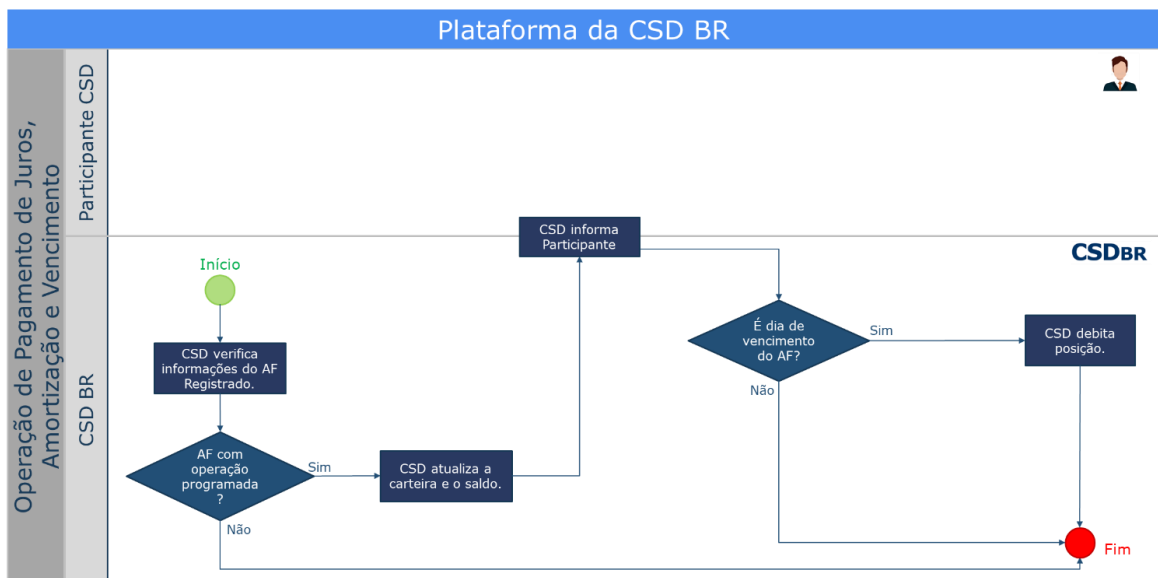 Plataforma da CSD BR
Operação de Pagamento de Juros,
Amortização e Vencimento
Participante CSD
CSD BR
CSD informa
Participante
CSDBR
Início
CSD verifica
informações do AF
Registrado.
AF com
operação
programada
?
Sim
Não
CSD atualiza a
carteira e o saldo.
É dia de
vencimento
do AF?
Sim
Não
CSD debita
posição.
Fim